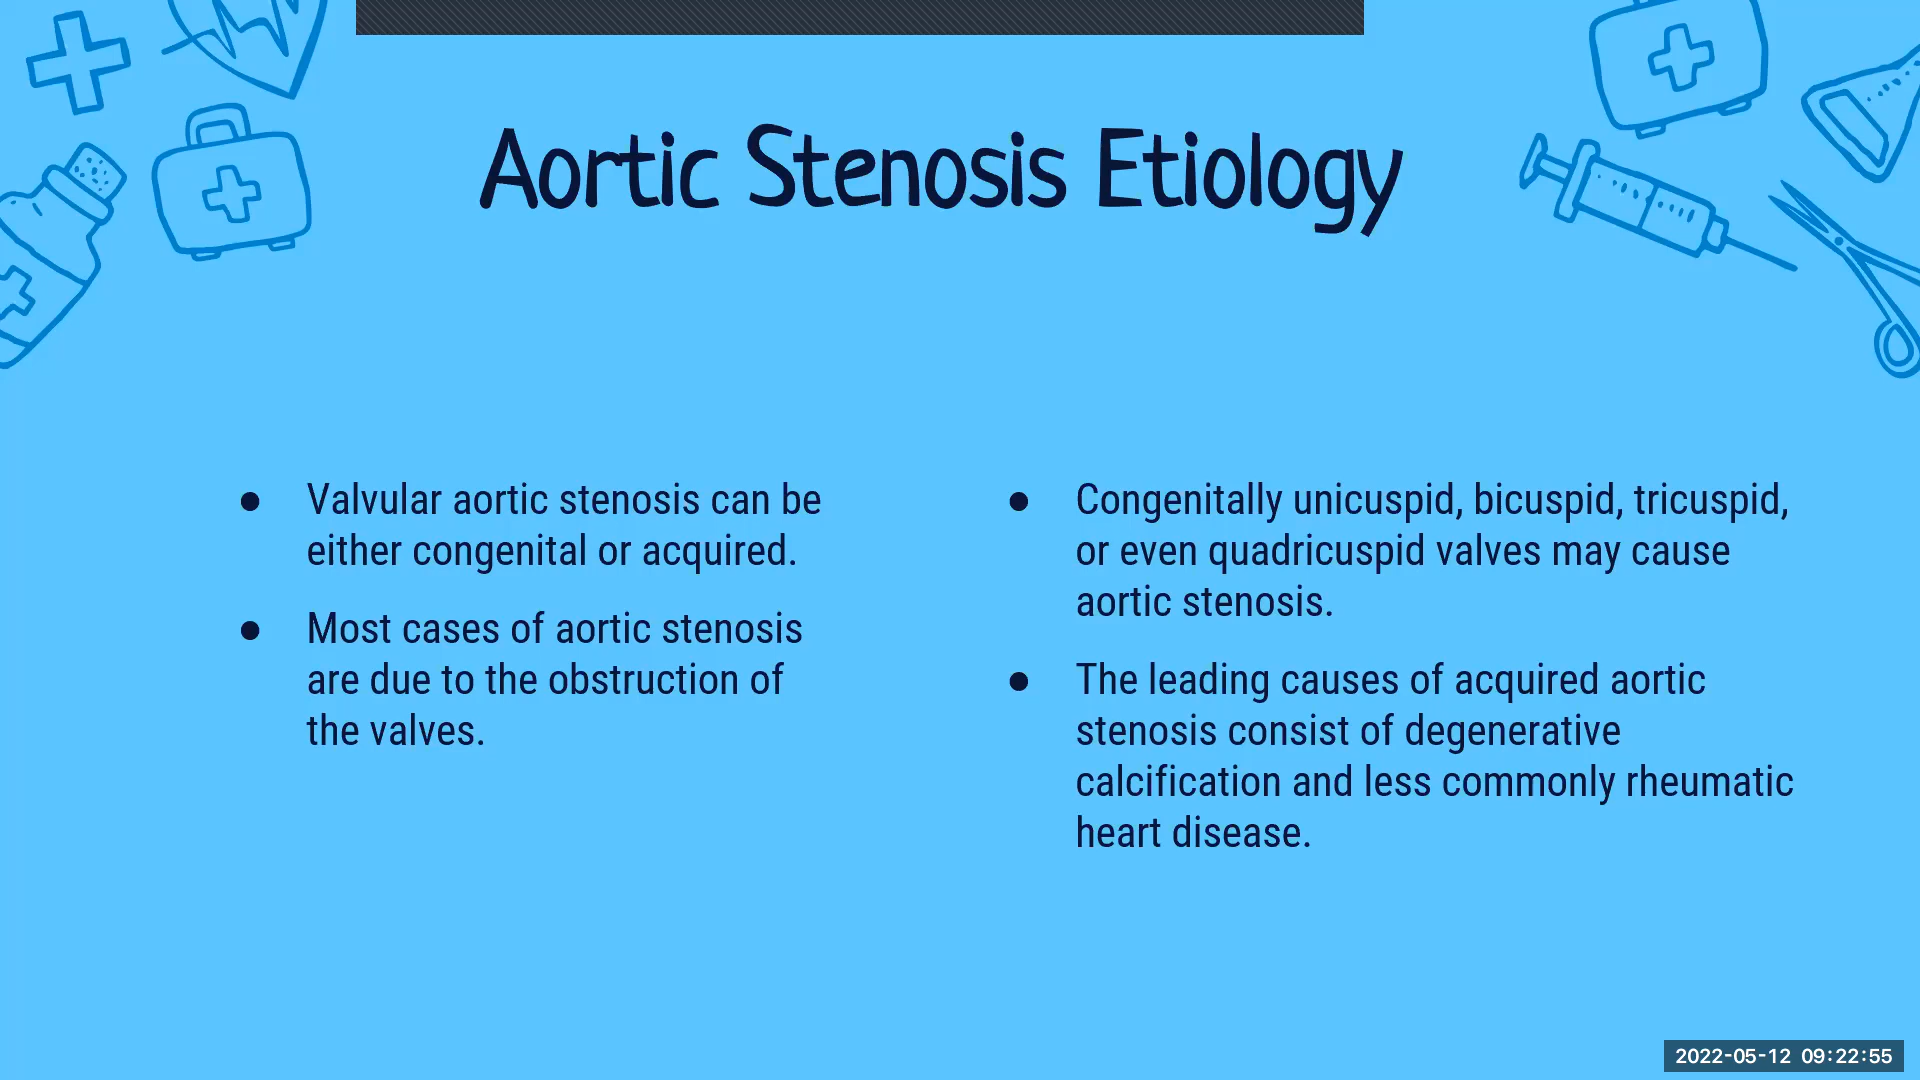 Aortic Stenosis Etiology
● Valvular aortic stenosis can be
either congenital or acquired.
● Most cases of aortic stenosis
are due to the obstruction of
the valves.
● Congenitally unicuspid, bicuspid, tricuspid,
or even quadricuspid valves may cause
aortic stenosis.
● The leading causes of acquired aortic
stenosis consist of degenerative
calcification and less commonly rheumatic
heart disease.
2022-05-12 09:22:55